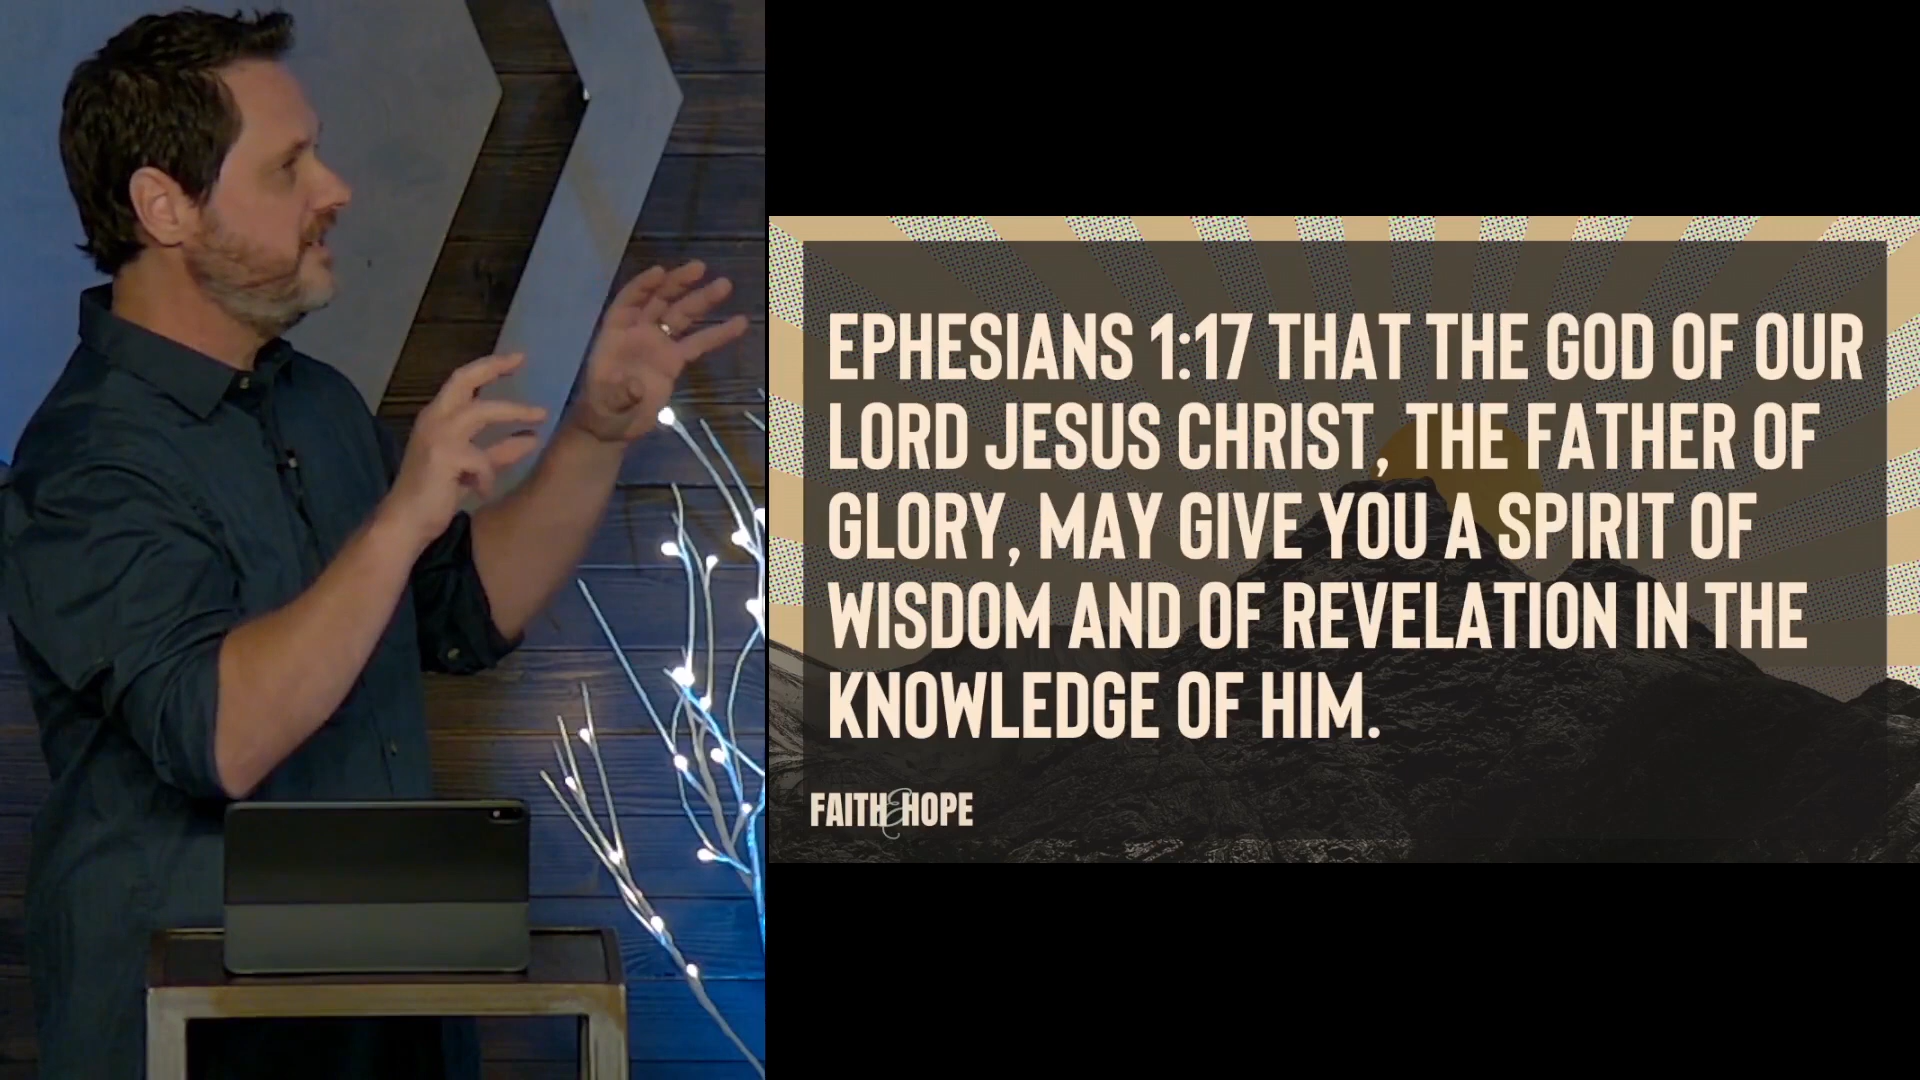 EPHESIANS 1:17 THAT THE GOD OF OUR
LORD JESUS CHRIST, THE FATHER OF
GLORY, MAY GIVE YOU A SPIRIT OF
WISDOM AND OF REVELATION IN THE
KNOWLEDGE OF HIM.
FAITH & HOPE